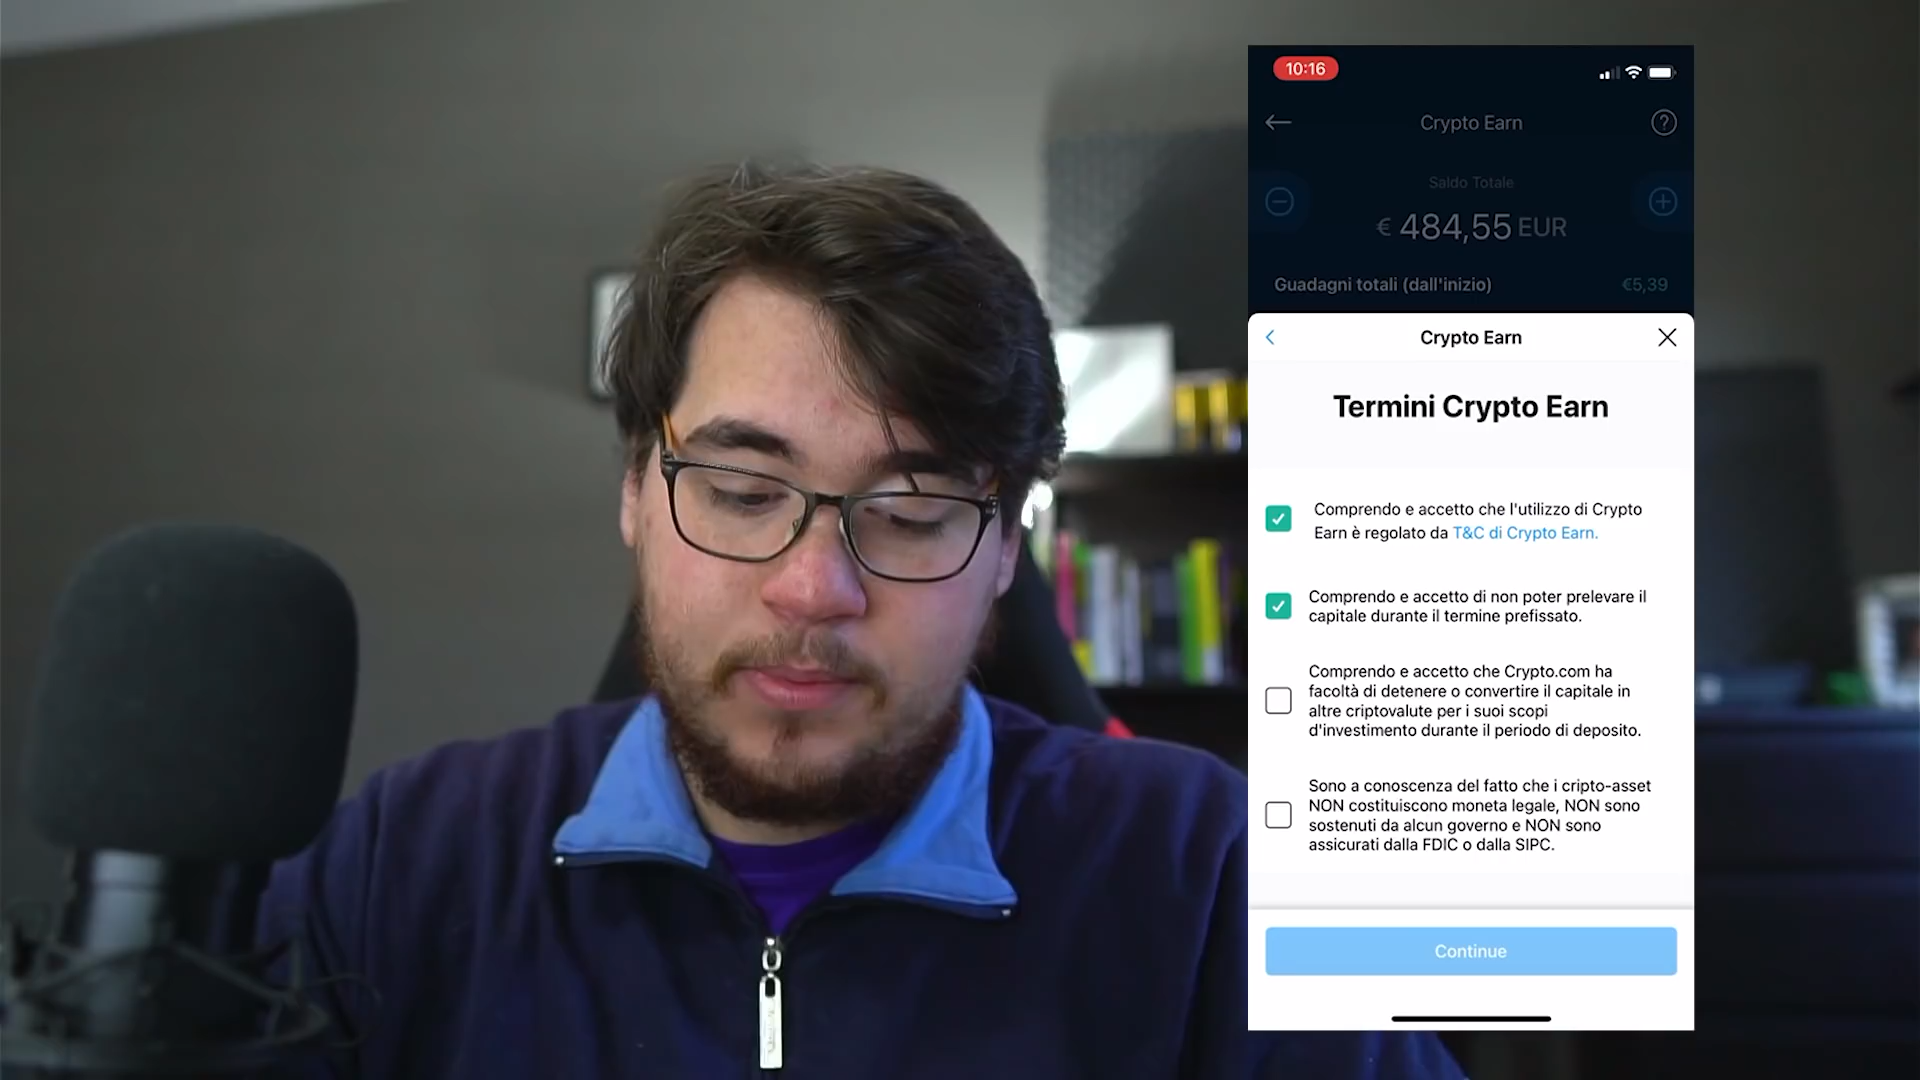 10:16
Crypto Earn
Saldo Totale
€ 484,55 EUR
Guadagni totali (dall'inizio) €5,39
Crypto Earn
Termini Crypto Earn
Comprendo e accetto che l'utilizzo di Crypto
Earn è regolato da T&C di Crypto Earn.
Comprendo e accetto di non poter prelevare il
capitale durante il termine prefissato.
Comprendo e accetto che Crypto.com ha
facoltà di detenere o convertire il capitale in
altre criptovalute per i suoi scopi
d'investimento durante il periodo di deposito.
Sono a conoscenza del fatto che i cripto-asset
NON costituiscono moneta legale, NON sono
sostenuti da alcun governo e NON sono
assicurati dalla FDIC o dalla SIPC.
Continue